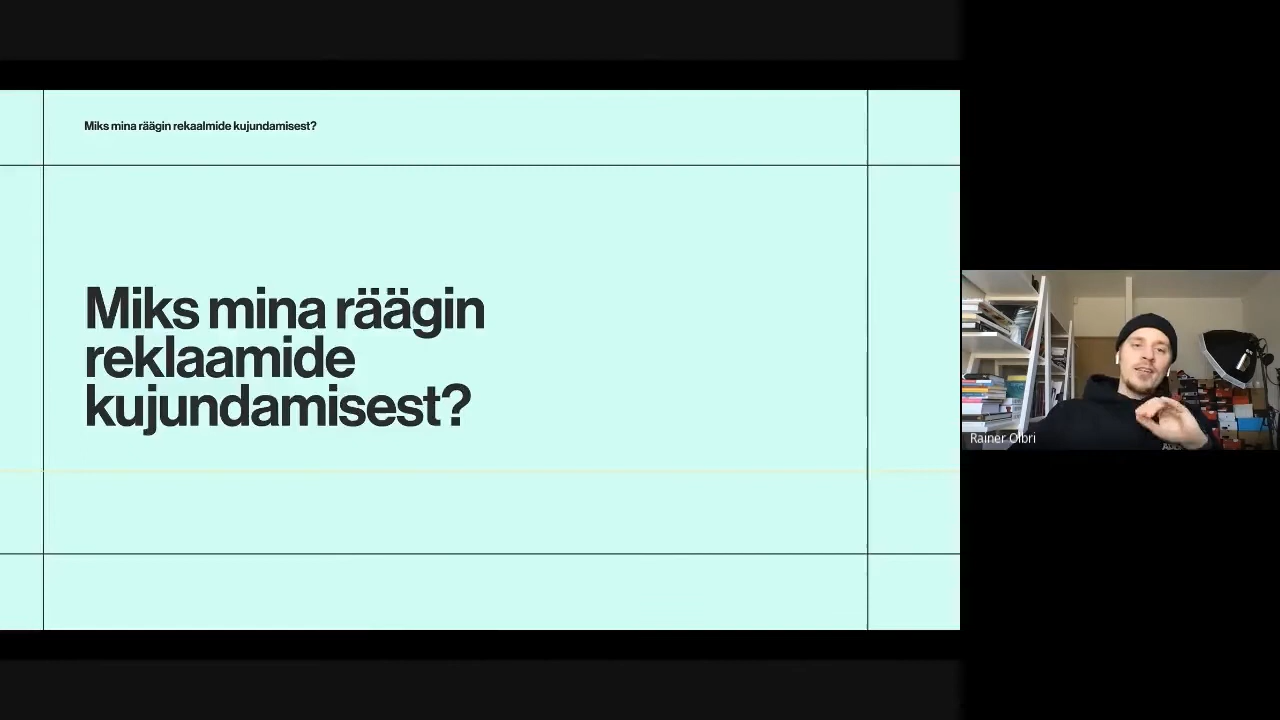 Miks mina räägin rekaalmide kujundamisest?
Miks mina räägin
reklaamide
kujundamisest?
Rainer Olbri